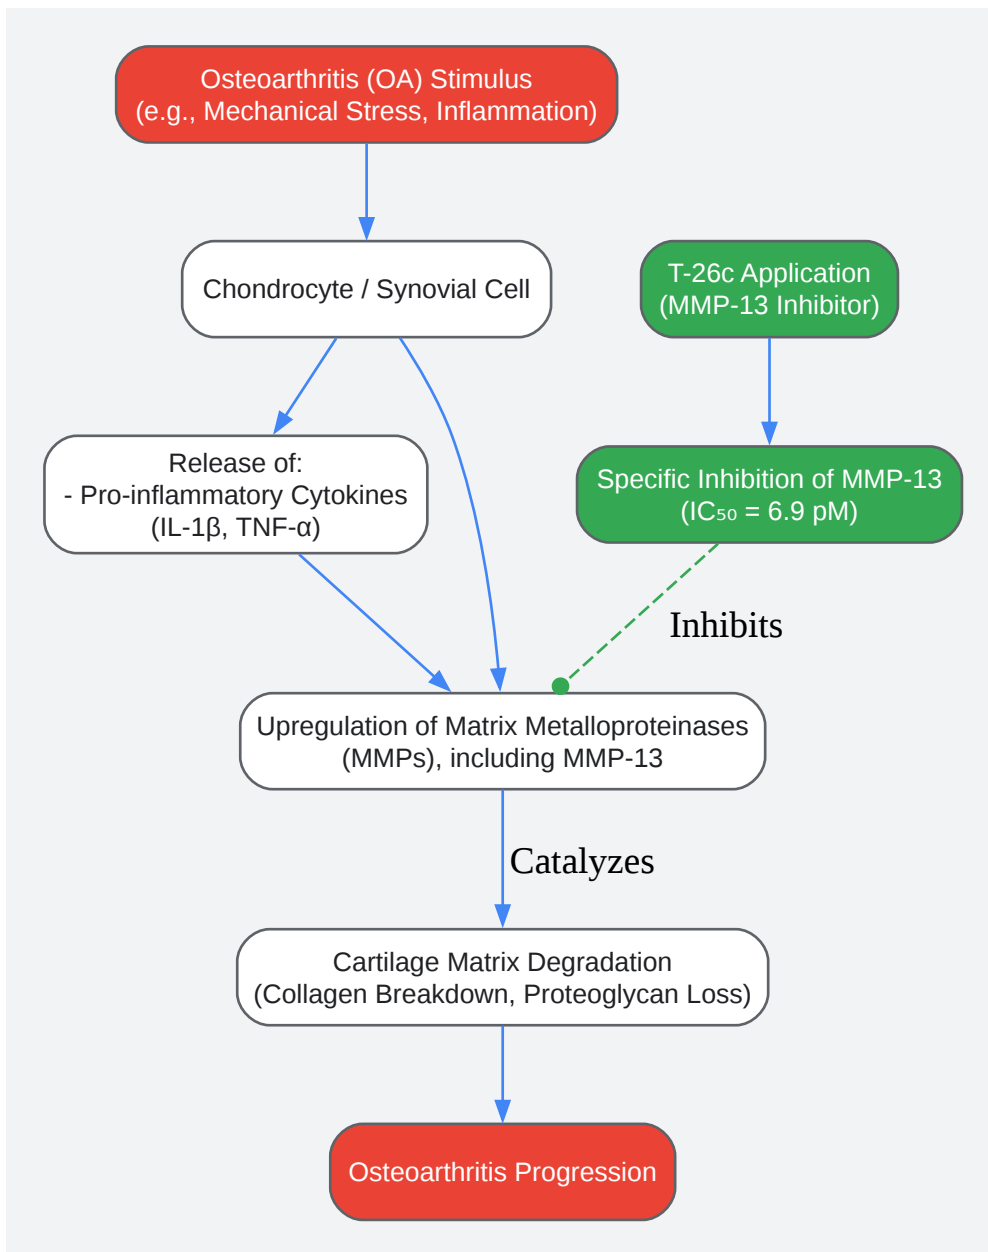 Osteoarthritis (OA) Stimulus
(e.g., Mechanical Stress, Inflammation)
Chondrocyte / Synovial Cell
T-26c Application
(MMP-13 Inhibitor)
Release of:
- Pro-inflammatory Cytokines
(IL-1β, TNF-α)
Specific Inhibition of MMP-13
(IC₅₀ = 6.9 pM)
Inhibits
Upregulation of Matrix Metalloproteinases
(MMPs), including MMP-13
Catalyzes
Cartilage Matrix Degradation
(Collagen Breakdown, Proteoglycan Loss)
Osteoarthritis Progression